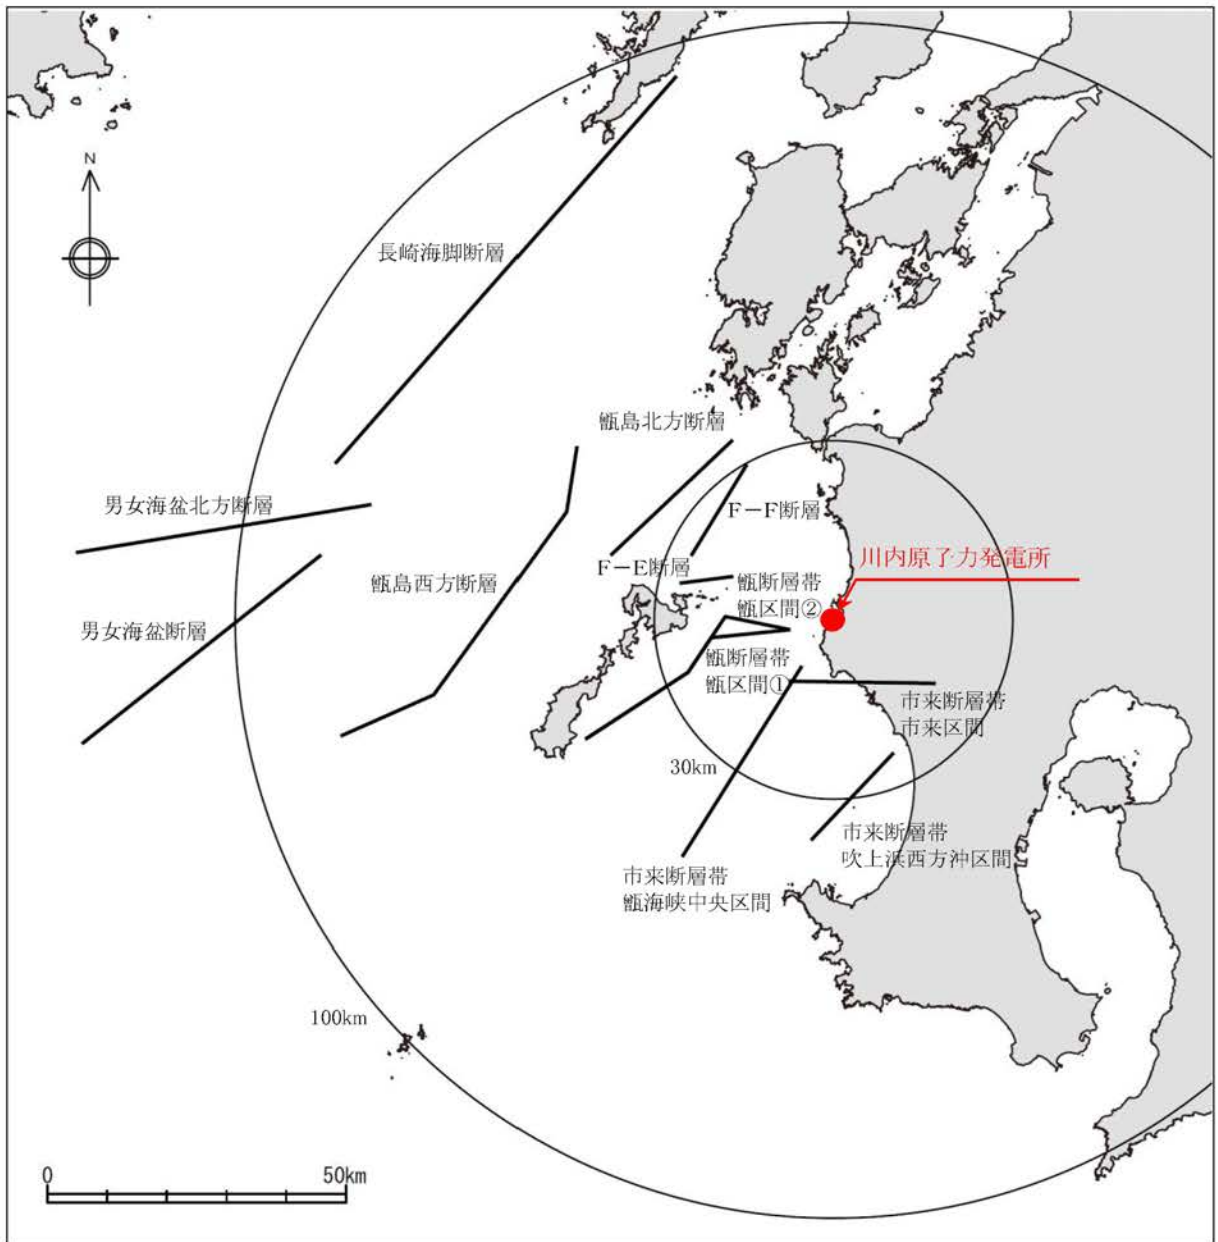 N
長崎海脚断層
甑島北方断層
男女海盆北方断層
F－F断層
川内原子力発電所
F－E断層
甑島西方断層
甑断層帯
甑区間②
男女海盆断層
甑断層帯
甑区間①
市来断層帯
市来区間
30km
市来断層帯
吹上浜西方沖区間
市来断層帯
甑海峡中央区間
100km
0
50km